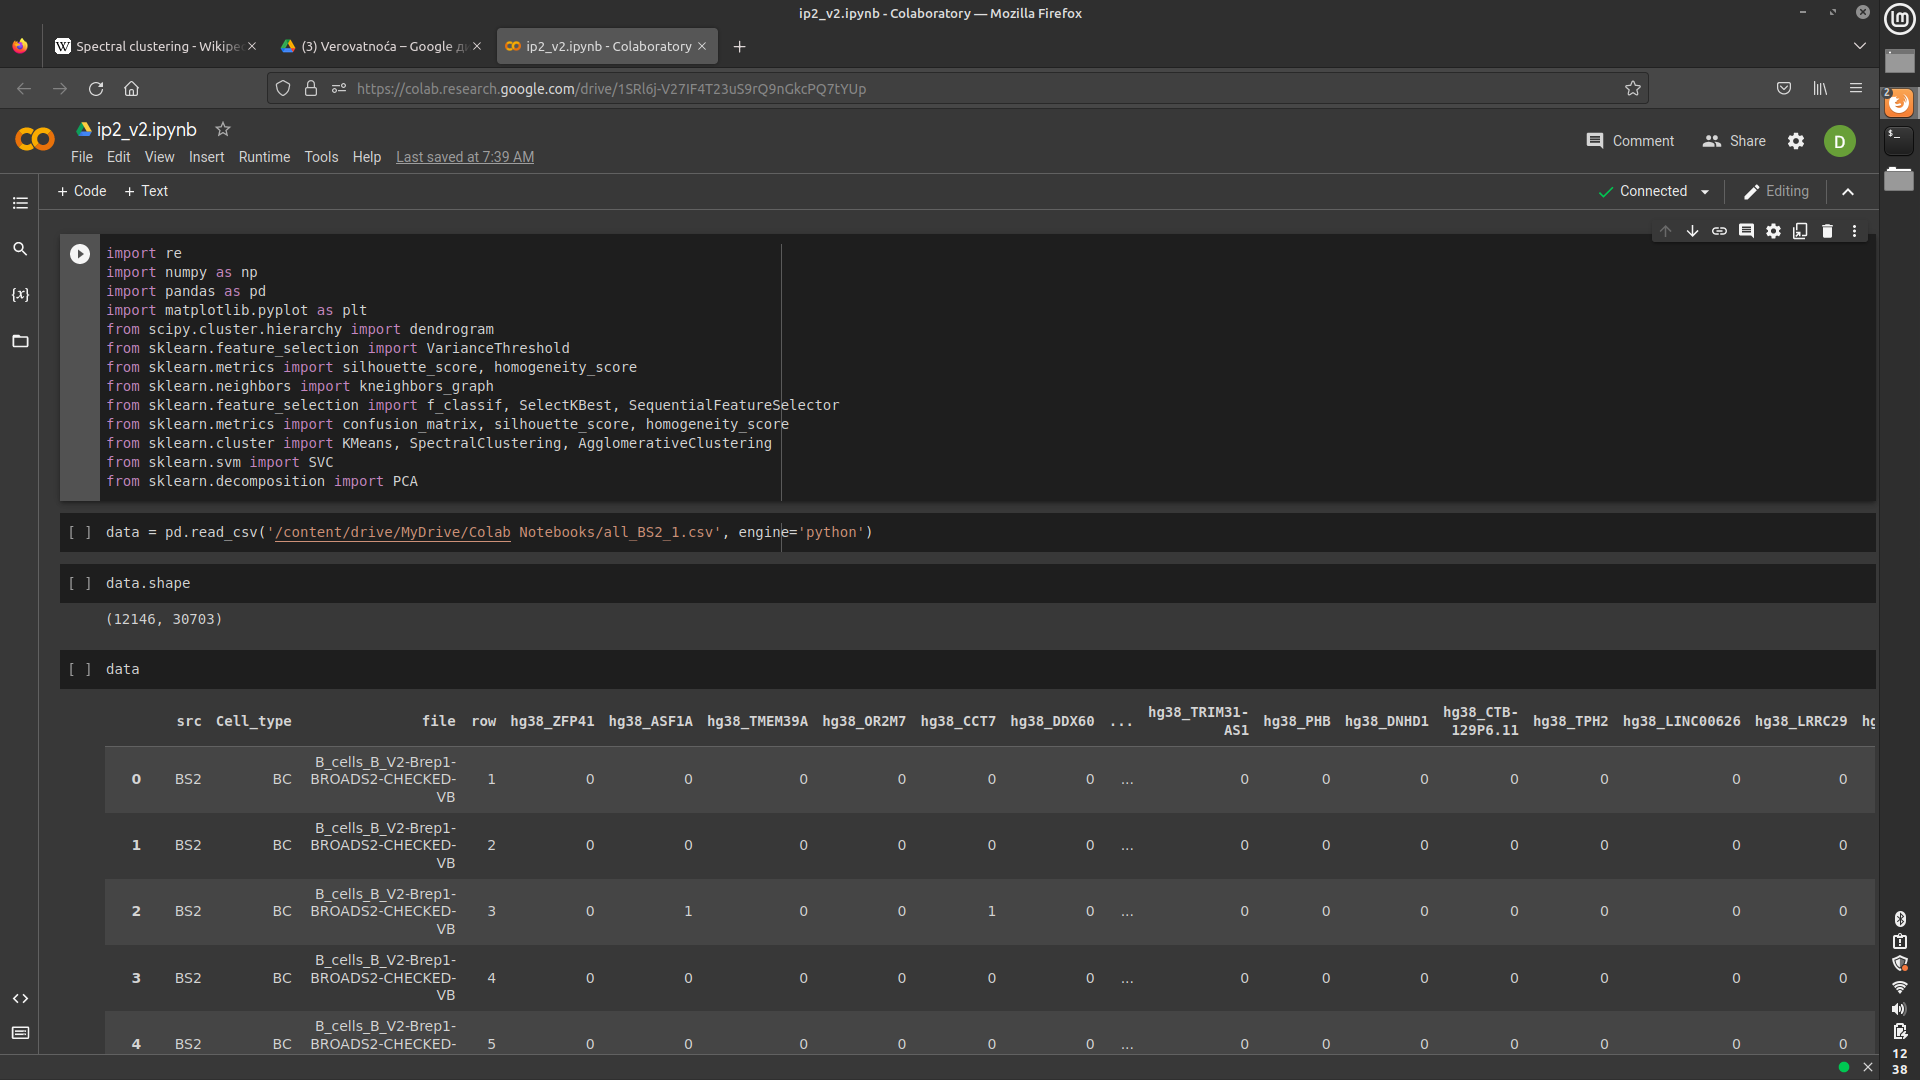 ip2_v2.ipynb - Colaboratory — Mozilla Firefox
Spectral clustering - Wikipe
(3) Verovatnoća – Google
ip2_v2.ipynb - Colaboratory
https://colab.research.google.com/drive/1SRl6j-V27IF4T23uS9rQ9nGkcPQ7tYUp
ip2_v2.ipynb
File Edit View Insert Runtime Tools Help Last saved at 7:39 AM
Comment Share D
+ Code + Text
Connected Editing
import re
import numpy as np
import pandas as pd
import matplotlib.pyplot as plt
from scipy.cluster.hierarchy import dendrogram
from sklearn.feature_selection import VarianceThreshold
from sklearn.metrics import silhouette_score, homogeneity_score
from sklearn.neighbors import kneighbors_graph
from sklearn.feature_selection import f_classif, SelectKBest, SequentialFeatureSelector
from sklearn.metrics import confusion_matrix, silhouette_score, homogeneity_score
from sklearn.cluster import KMeans, SpectralClustering, AgglomerativeClustering
from sklearn.svm import SVC
from sklearn.decomposition import PCA
[ ] data = pd.read_csv('/content/drive/MyDrive/Colab Notebooks/all_BS2_1.csv', engine='python')
[ ] data.shape
(12146, 30703)
[ ] data
src Cell_type file row hg38_ZFP41 hg38_ASF1A hg38_TMEM39A hg38_OR2M7 hg38_CCT7 hg38_DDX60 ... hg38_TRIM31-AS1 hg38_PHB hg38_DNHD1 hg38_CTB-129P6.11 hg38_TPH2 hg38_LINC00626 hg38_LRRC29 hg
0 BS2 BC B_cells_B_V2-Brep1-BROADS2-CHECKED-VB 1 0 0 0 0 0 0 ... 0 0 0 0 0 0 0
1 BS2 BC B_cells_B_V2-Brep1-BROADS2-CHECKED-VB 2 0 0 0 0 0 0 ... 0 0 0 0 0 0 0
2 BS2 BC B_cells_B_V2-Brep1-BROADS2-CHECKED-VB 3 0 1 0 0 1 0 ... 0 0 0 0 0 0 0
3 BS2 BC B_cells_B_V2-Brep1-BROADS2-CHECKED-VB 4 0 0 0 0 0 0 ... 0 0 0 0 0 0 0
4 BS2 BC B_cells_B_V2-Brep1-BROADS2-CHECKED- 5 0 0 0 0 0 0 ... 0 0 0 0 0 0 0
2
12
38